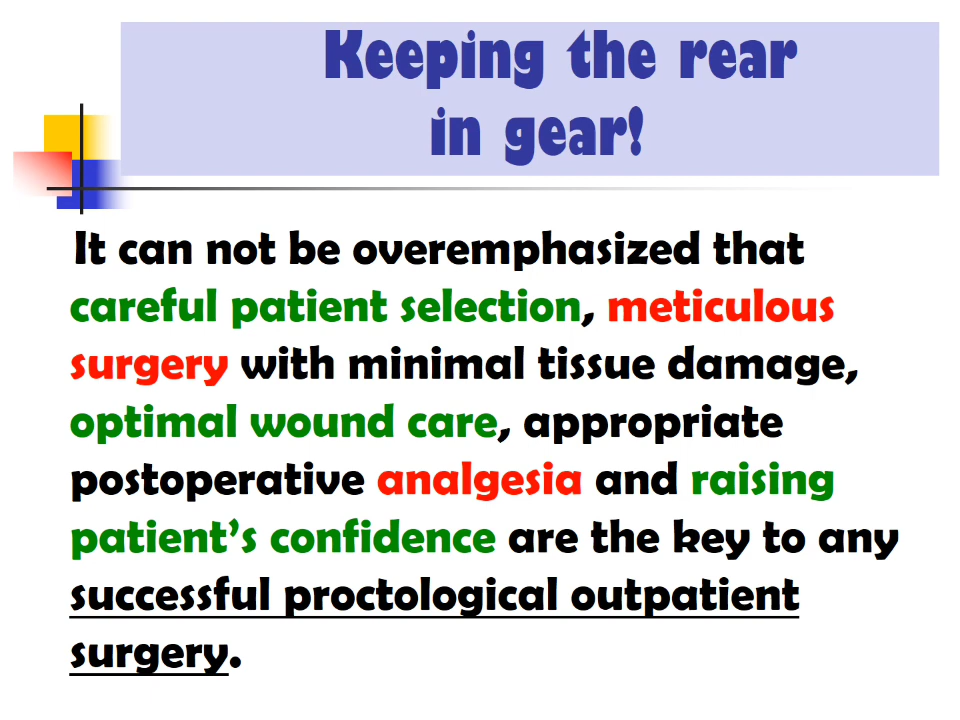 Keeping the rear
in gear!
It can not be overemphasized that
careful patient selection, meticulous
surgery with minimal tissue damage,
optimal wound care, appropriate
postoperative analgesia and raising
patient’s confidence are the key to any
successful proctological outpatient
surgery.